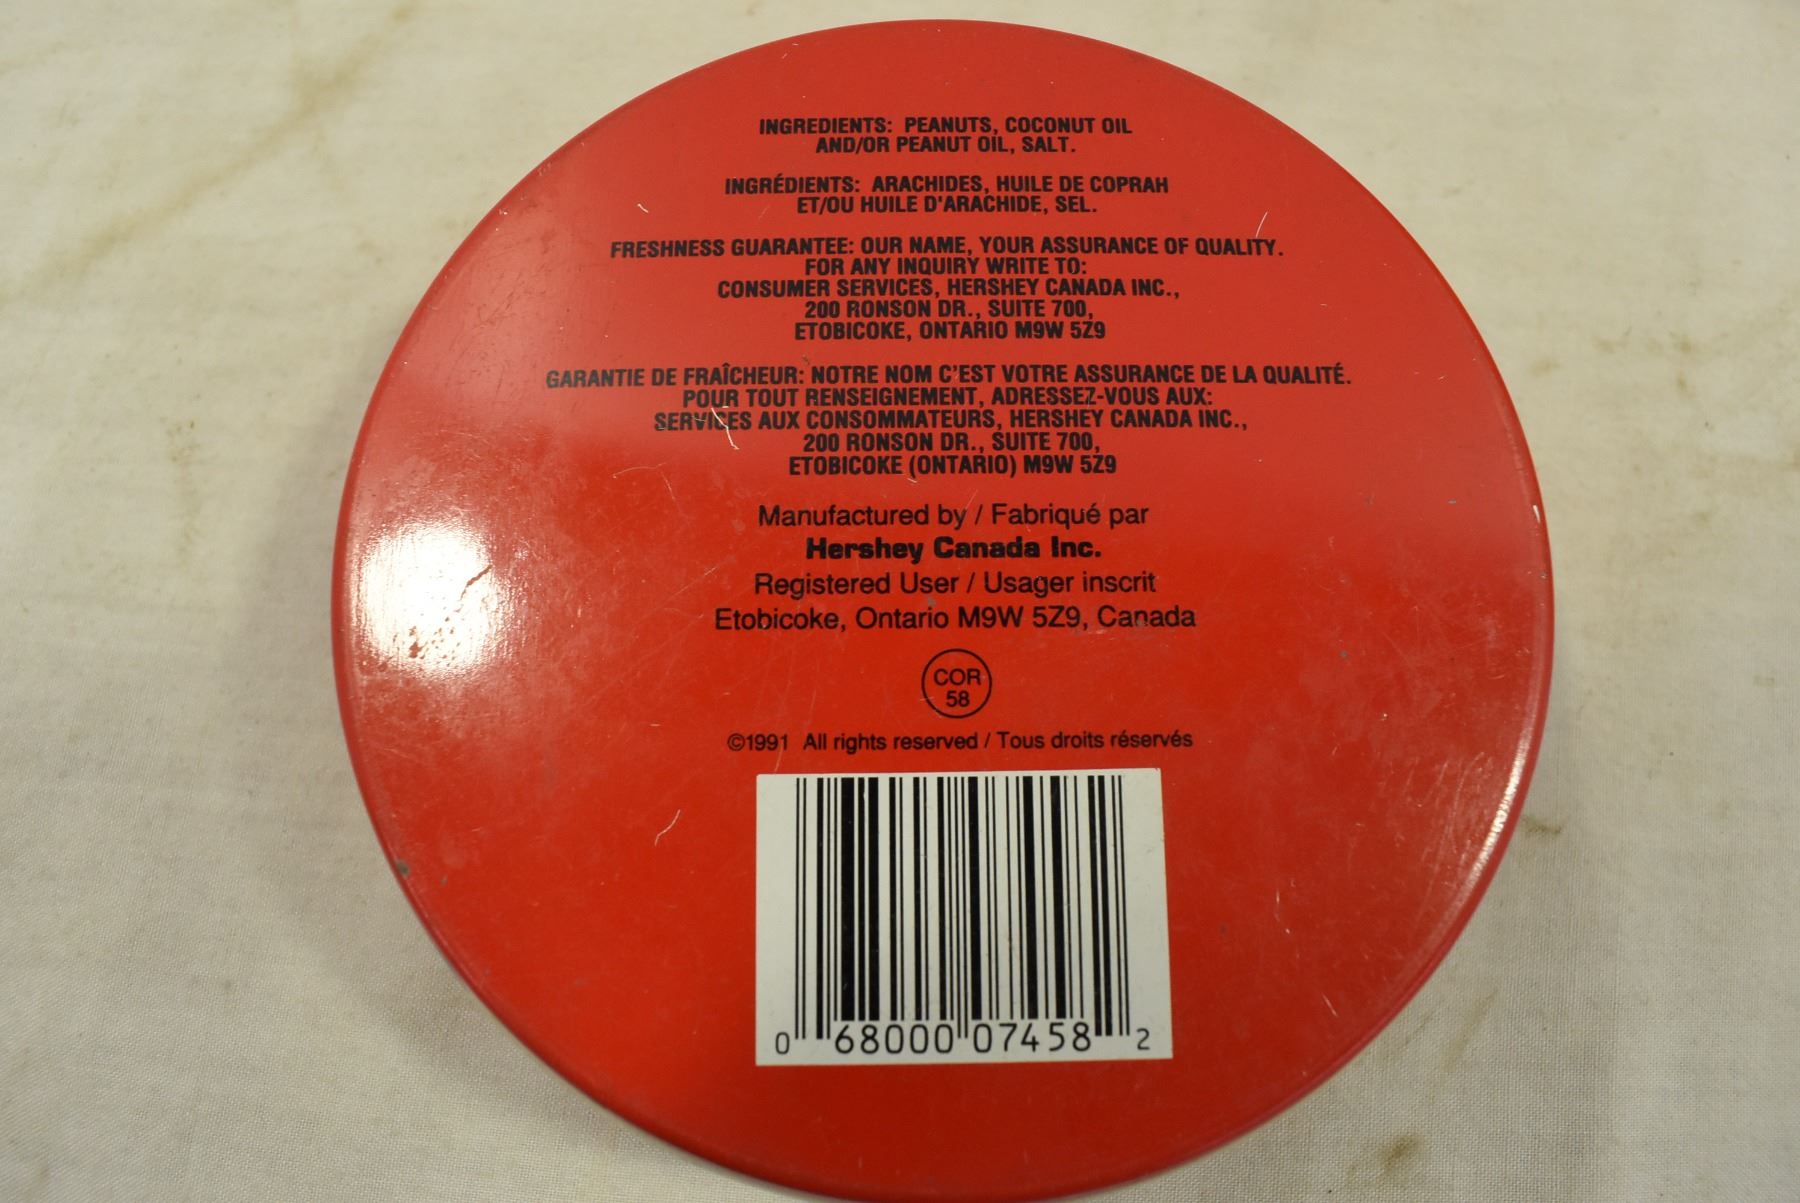 INGREDIENTS: PEANUTS, COCONUT OIL
AND/OR PEANUT OIL, SALT.
INGRÉDIENTS: ARACHIDES, HUILE DE COPRAH
ET/OU HUILE D'ARACHIDE, SEL.
FRESHNESS GUARANTEE: OUR NAME, YOUR ASSURANCE OF QUALITY.
FOR ANY INQUIRY WRITE TO:
CONSUMER SERVICES, HERSHEY CANADA INC.,
200 RONSON DR., SUITE 700,
ETOBICOKE, ONTARIO M9W 5Z9
GARANTIE DE FRAÎCHEUR: NOTRE NOM C'EST VOTRE ASSURANCE DE LA QUALITÉ.
POUR TOUT RENSEIGNEMENT, ADRESSEZ-VOUS AUX:
SERVICES AUX CONSOMMATEURS, HERSHEY CANADA INC.,
200 RONSON DR., SUITE 700,
ETOBICOKE (ONTARIO) M9W 5Z9
Manufactured by / Fabriqué par
Hershey Canada Inc.
Registered User / Usager inscrit
Etobicoke, Ontario M9W 5Z9, Canada
COR
58
©1991 All rights reserved / Tous droits réservés
0 68000 07458 2